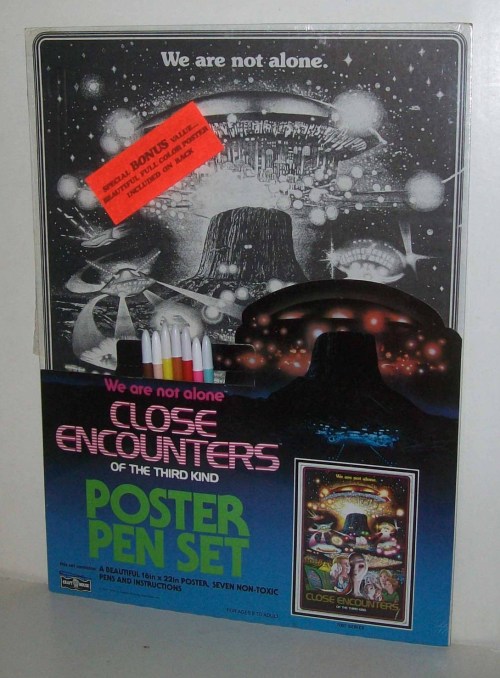 We are not alone.
SPECIAL BONUS VALUE...
BEAUTIFUL FULL COLOR POSTER
INCLUDED ON BACK
We are not alone™
CLOSE
ENCOUNTERS
OF THE THIRD KIND
POSTER
PEN SET
A BEAUTIFUL 16in x 22in POSTER, SEVEN NON-TOXIC
PENS AND INSTRUCTIONS
We are not alone.
CLOSE ENCOUNTERS
OF THE THIRD KIND